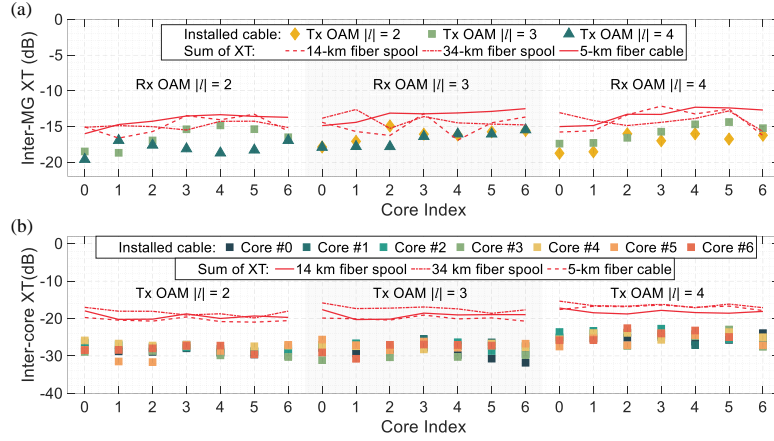 (a)
Inter-MG XT (dB)
0
-5
-10
-15
-20
Installed cable: Tx OAM |l| = 2 Tx OAM |l| = 3 Tx OAM |l| = 4
Sum of XT: 14-km fiber spool 34-km fiber spool 5-km fiber cable
Rx OAM |l| = 2 Rx OAM |l| = 3 Rx OAM |l| = 4
0 1 2 3 4 5 6 0 1 2 3 4 5 6 0 1 2 3 4 5 6
Core Index
(b)
Inter-core XT(dB)
0
-10
-20
-30
-40
Installed cable: Core #0 Core #1 Core #2 Core #3 Core #4 Core #5 Core #6
Sum of XT: 14 km fiber spool 34 km fiber spool 5-km fiber cable
Tx OAM |l| = 2 Tx OAM |l| = 3 Tx OAM |l| = 4
0 1 2 3 4 5 6 0 1 2 3 4 5 6 0 1 2 3 4 5 6
Core Index